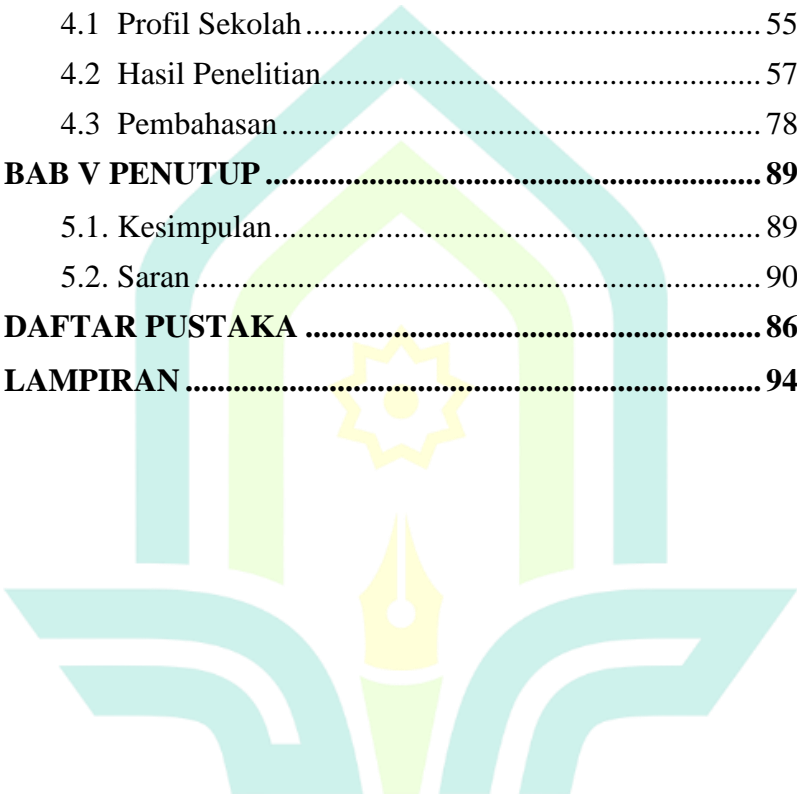 4.1 Profil Sekolah ........................................................ 55
4.2 Hasil Penelitian ...................................................... 57
4.3 Pembahasan ........................................................... 78
BAB V PENUTUP ................................................................ 89
5.1. Kesimpulan ............................................................ 89
5.2. Saran ...................................................................... 90
DAFTAR PUSTAKA ........................................................... 86
LAMPIRAN ........................................................................ 94